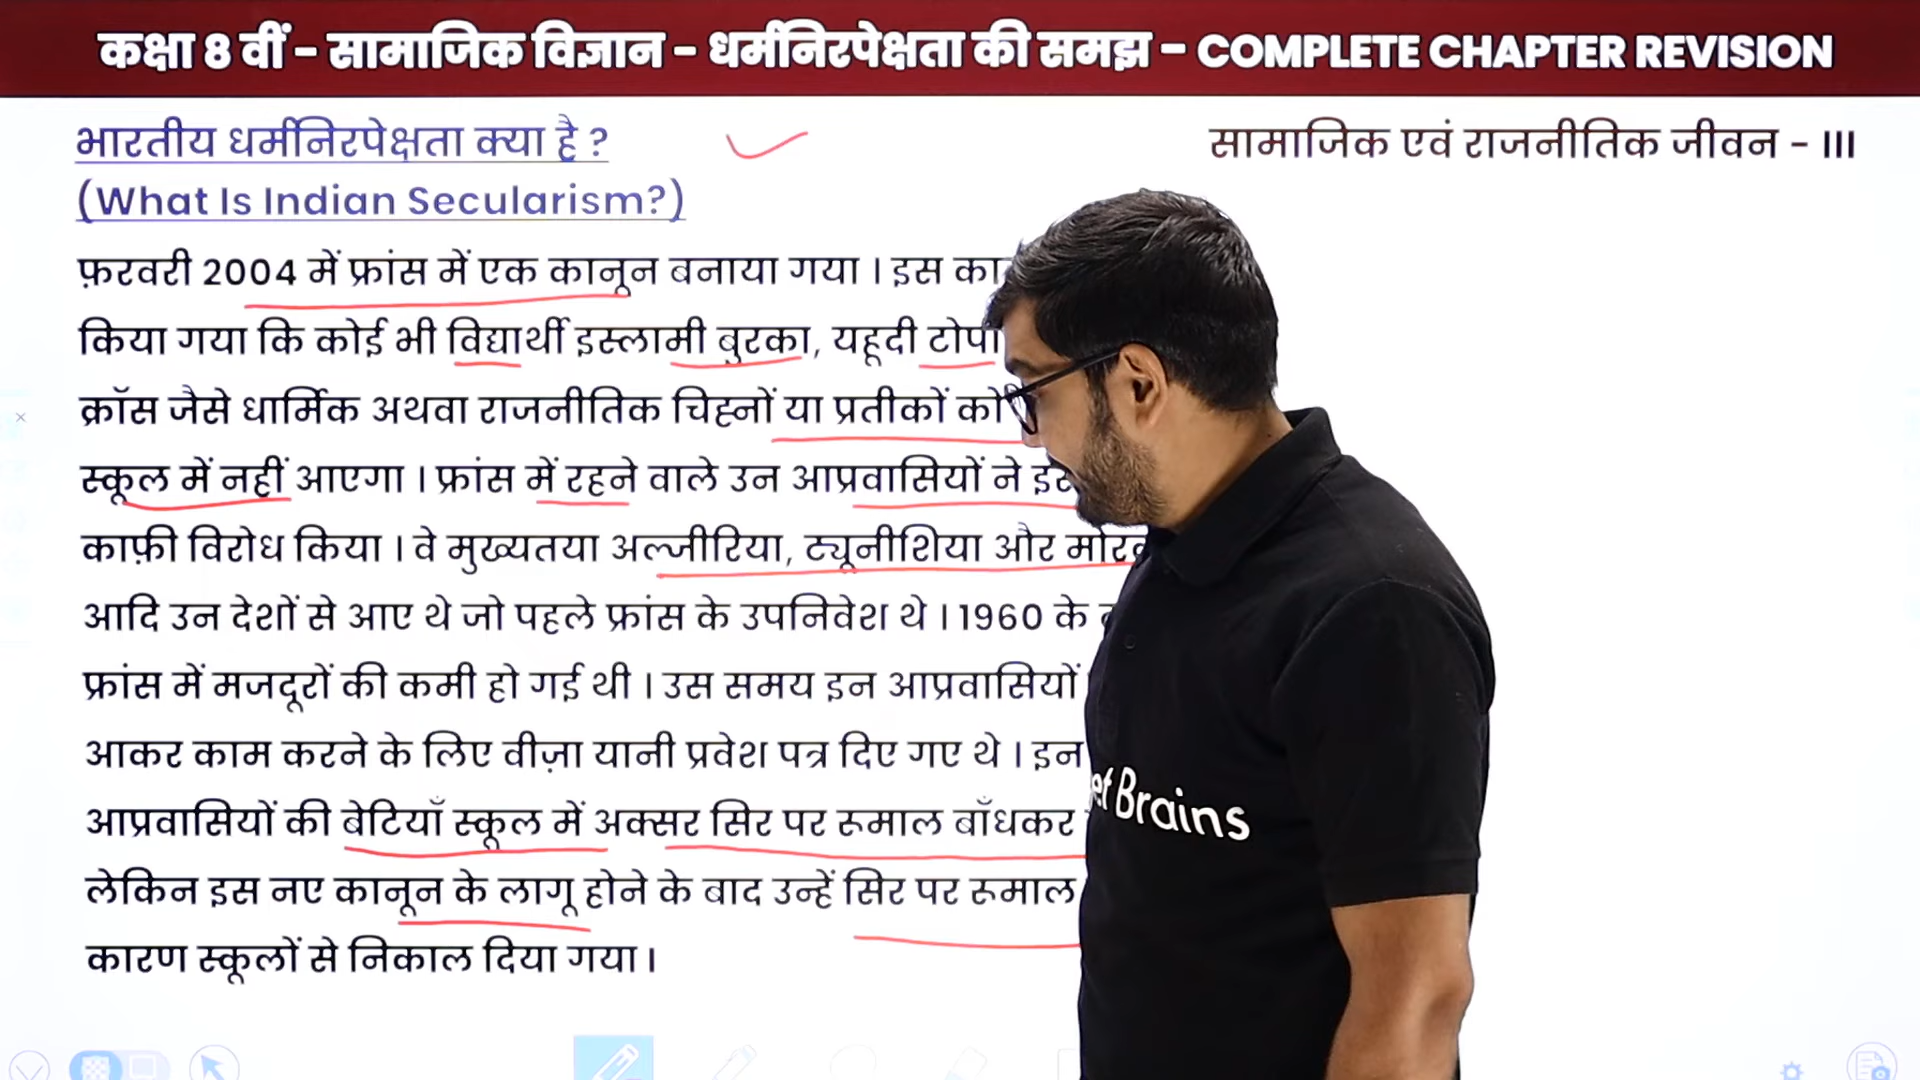 कक्षा 8 वीं - सामाजिक विज्ञान - धर्मनिरपेक्षता की समझ - COMPLETE CHAPTER REVISION
भारतीय धर्मनिरपेक्षता क्या है ?
सामाजिक एवं राजनीतिक जीवन - III
(What Is Indian Secularism?)
फ़रवरी 2004 में फ्रांस में एक कानून बनाया गया । इस
किया गया कि कोई भी विद्यार्थी इस्लामी बुरका, यहूदी टोपी
क्रॉस जैसे धार्मिक अथवा राजनीतिक चिह्नों या प्रतीकों को
स्कूल में नहीं आएगा । फ्रांस में रहने वाले उन आप्रवासियों ने
काफ़ी विरोध किया । वे मुख्यतया अल्जीरिया, ट्यूनीशिया और
आदि उन देशों से आए थे जो पहले फ्रांस के उपनिवेश थे । 1960 के
फ्रांस में मजदूरों की कमी हो गई थी । उस समय इन आप्रवासियों
आकर काम करने के लिए वीज़ा यानी प्रवेश पत्र दिए गए थे । इन
आप्रवासियों की बेटियाँ स्कूल में अक्सर सिर पर रूमाल बाँधकर
लेकिन इस नए कानून के लागू होने के बाद उन्हें सिर पर रूमाल
कारण स्कूलों से निकाल दिया गया ।
Brains